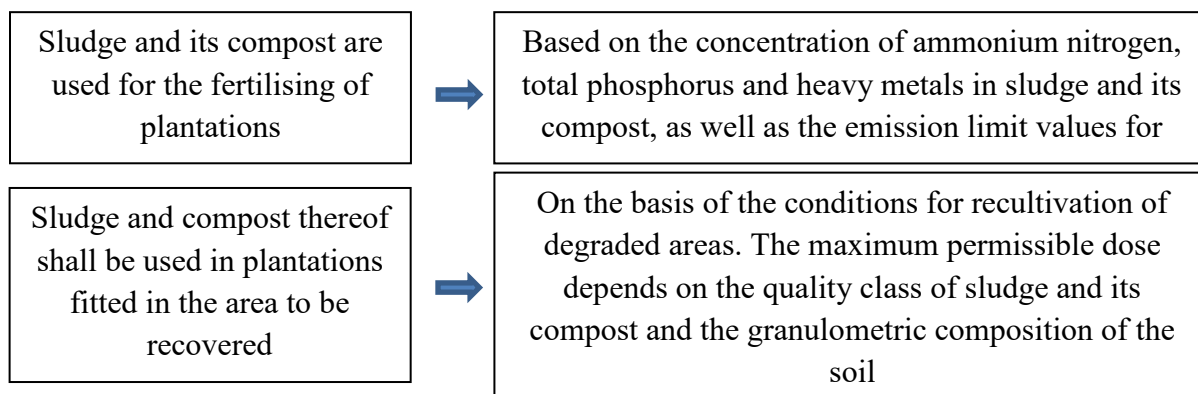 Sludge and its compost are
used for the fertilising of
plantations
Based on the concentration of ammonium nitrogen,
total phosphorus and heavy metals in sludge and its
compost, as well as the emission limit values for
Sludge and compost thereof
shall be used in plantations
fitted in the area to be
recovered
On the basis of the conditions for recultivation of
degraded areas. The maximum permissible dose
depends on the quality class of sludge and its
compost and the granulometric composition of the
soil